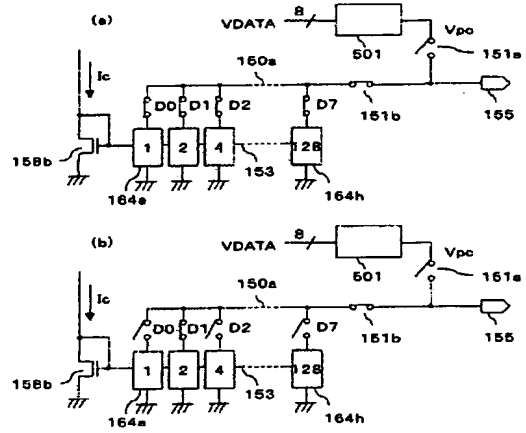 (a)
8
VDATA
501
Vpc
151a
Ic
150a
D0 D1 D2 D7
151b
155
158b
1 2 4 128
153
164a
164h
(b)
8
VDATA
501
Vpc
151a
Ic
150a
D0 D1 D2 D7
151b
155
158b
1 2 4 128
153
164a
164h